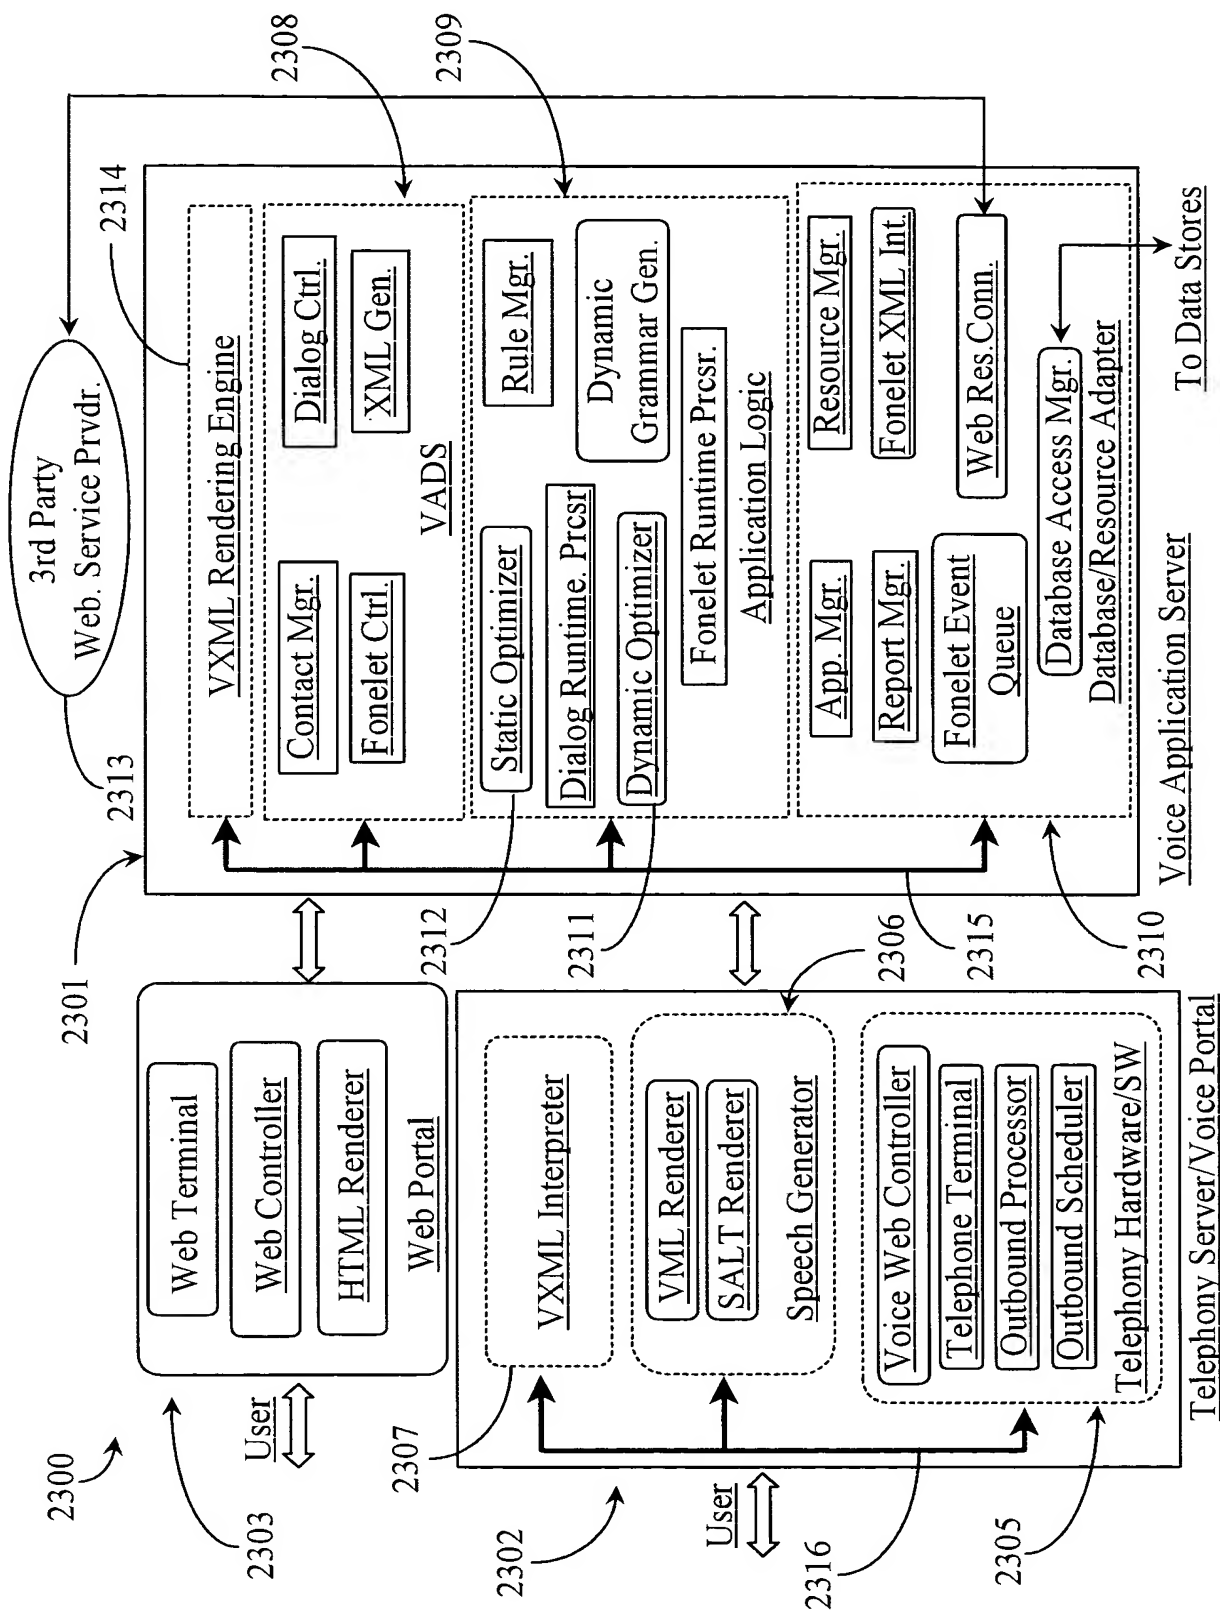 2300
2303
User
Web Terminal
Web Controller
HTML Renderer
Web Portal
2301
2313
3rd Party
Web. Service Prvdr.
2314
VXML Rendering Engine
2308
Contact Mgr.
Dialog Ctrl.
Fonelet Ctrl.
XML Gen.
VADS
2309
2312
Static Optimizer
Rule Mgr.
Dialog Runtime. Prcsr
2311
Dynamic Optimizer
Dynamic
Grammar Gen.
Fonelet Runtime Prcsr.
Application Logic
2315
App. Mgr.
Resource Mgr.
Report Mgr.
Fonelet XML Int.
Fonelet Event
Queue
Web Res.Conn.
Database Access Mgr.
Database/Resource Adapter
2310
To Data Stores
Voice Application Server
2302
User
2307
VXML Interpreter
2306
VML Renderer
SALT Renderer
Speech Generator
2316
Voice Web Controller
Telephone Terminal
Outbound Processor
Outbound Scheduler
Telephony Hardware/SW
2305
Telephony Server/Voice Portal